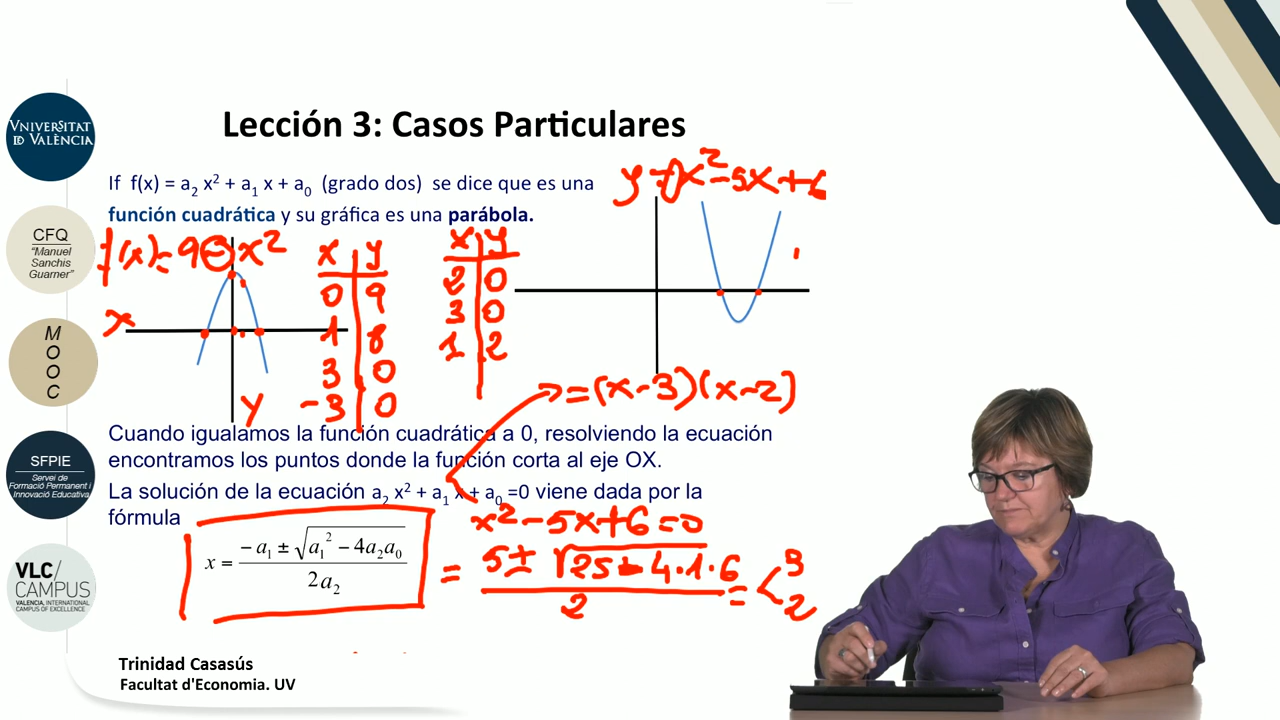 Lección 3: Casos Particulares
VNIVERSITAT
DE VALÈNCIA
If f(x) = a₂ x² + a₁ x + a₀ (grado dos) se dice que es una
función cuadrática y su gráfica es una parábola.
y = x² - 5x + 6
CFQ
"Manuel
Sanchis
Guarner"
f(x) = 9 - x²
x y
0 9
1 8
3 0
-3 0
x y
2 0
3 0
1 2
x
y
M
O
O
C
= (x-3)(x-2)
Cuando igualamos la función cuadrática a 0, resolviendo la ecuación
encontramos los puntos donde la función corta al eje OX.
SFPIE
Servei de
Formació Permanent i
Innovació Educativa
La solución de la ecuación a₂ x² + a₁ x + a₀ =0 viene dada por la
fórmula
x² - 5x + 6 = 0
x = (-a₁ ± √(a₁² - 4a₂a₀)) / 2a₂
= (5 ± √(25 - 4·1·6)) / 2 = < 3
2
VLC/
CAMPUS
VALENCIA, INTERNATIONAL
CAMPUS OF EXCELLENCE
Trinidad Casasús
Facultat d'Economia. UV